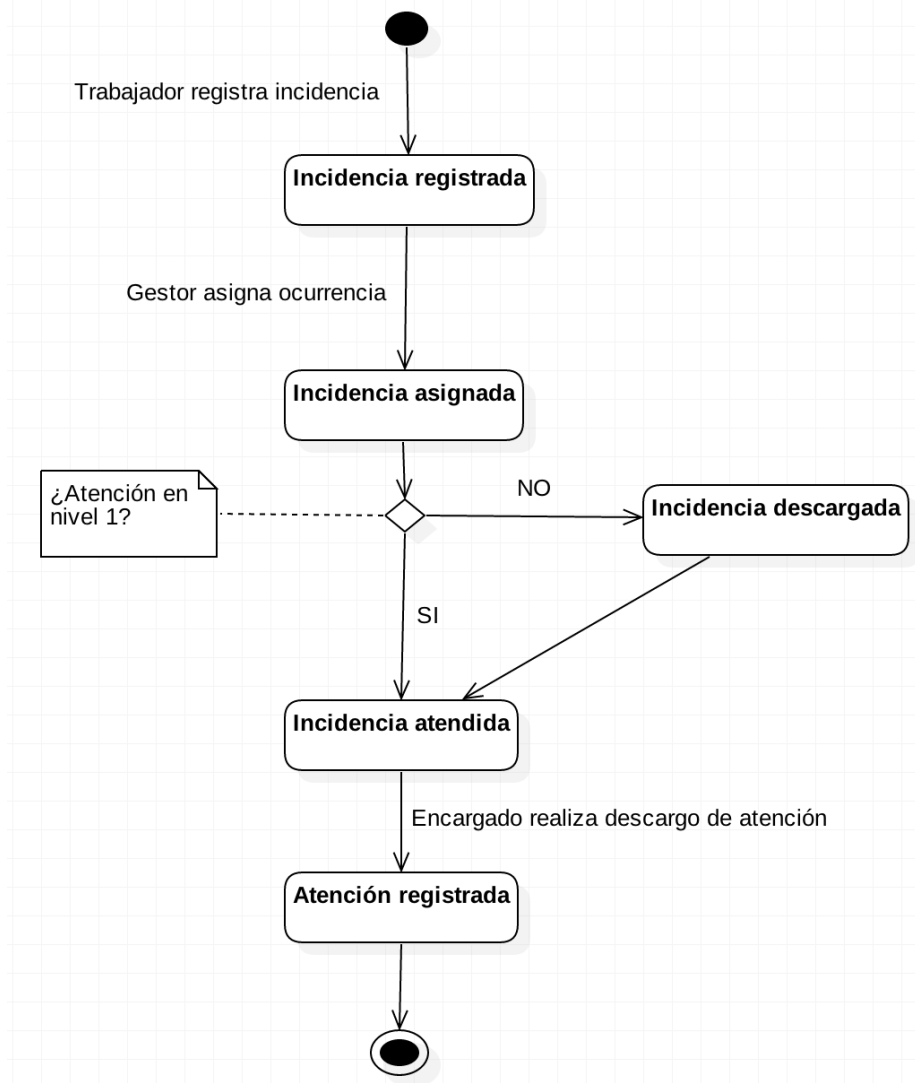 Trabajador registra incidencia
Incidencia registrada
Gestor asigna ocurrencia
Incidencia asignada
¿Atención en
nivel 1?
NO
Incidencia descargada
SI
Incidencia atendida
Encargado realiza descargo de atención
Atención registrada